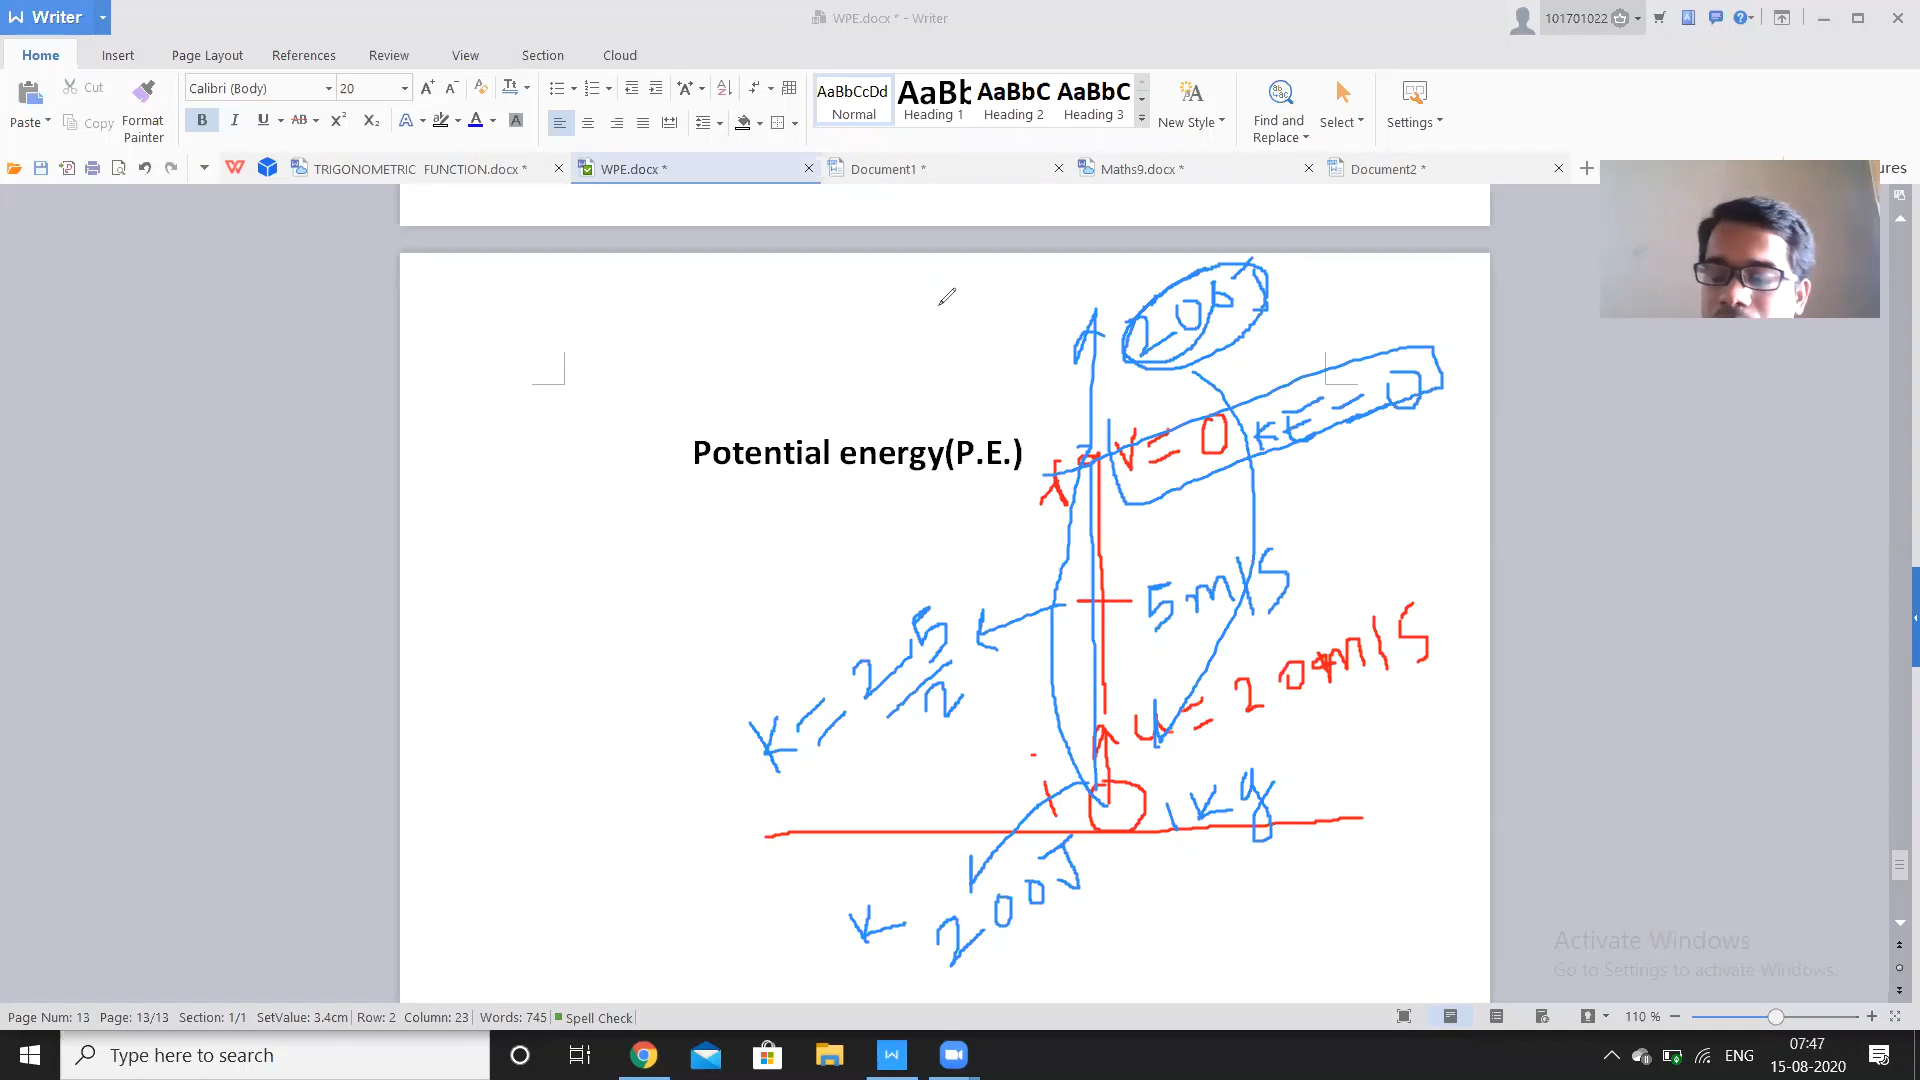 Writer
WPE.docx * - Writer
101701022
Home
Insert
Page Layout
References
Review
View
Section
Cloud
Paste
Cut
Copy
Format
Painter
Calibri (Body)
20
AaBbCcDd
Normal
AaBb
Heading 1
AaBbC
Heading 2
AaBbC
Heading 3
New Style
Find and
Replace
Select
Settings
TRIGONOMETRIC FUNCTION.docx *
WPE.docx *
Document1 *
Maths9.docx *
Document2 *
ures
V = 0
KE = 0
Potential energy(P.E.)
5 m/s
K = 25/2
u = 20 m/s
1 kg
K
200J
Activate Windows
Go to Settings to activate Windows.
Page Num: 13
Page: 13/13
Section: 1/1
SetValue: 3.4cm
Row: 2
Column: 23
Words: 745
Spell Check
110 %
Type here to search
ENG
07:47
15-08-2020